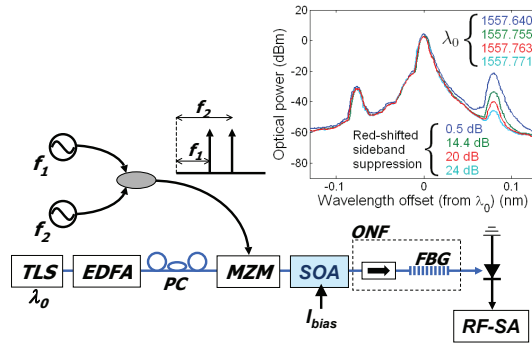 Optical power (dBm)
20
0
-20
-40
-60
-80
λ0
1557.640
1557.755
1557.763
1557.771
Red-shifted
sideband
suppression
0.5 dB
14.4 dB
20 dB
24 dB
-0.1
0
0.1
Wavelength offset (from λ0) (nm)
f1
f2
f2
f1
TLS
λ0
EDFA
PC
MZM
SOA
Ibias
ONF
FBG
RF-SA